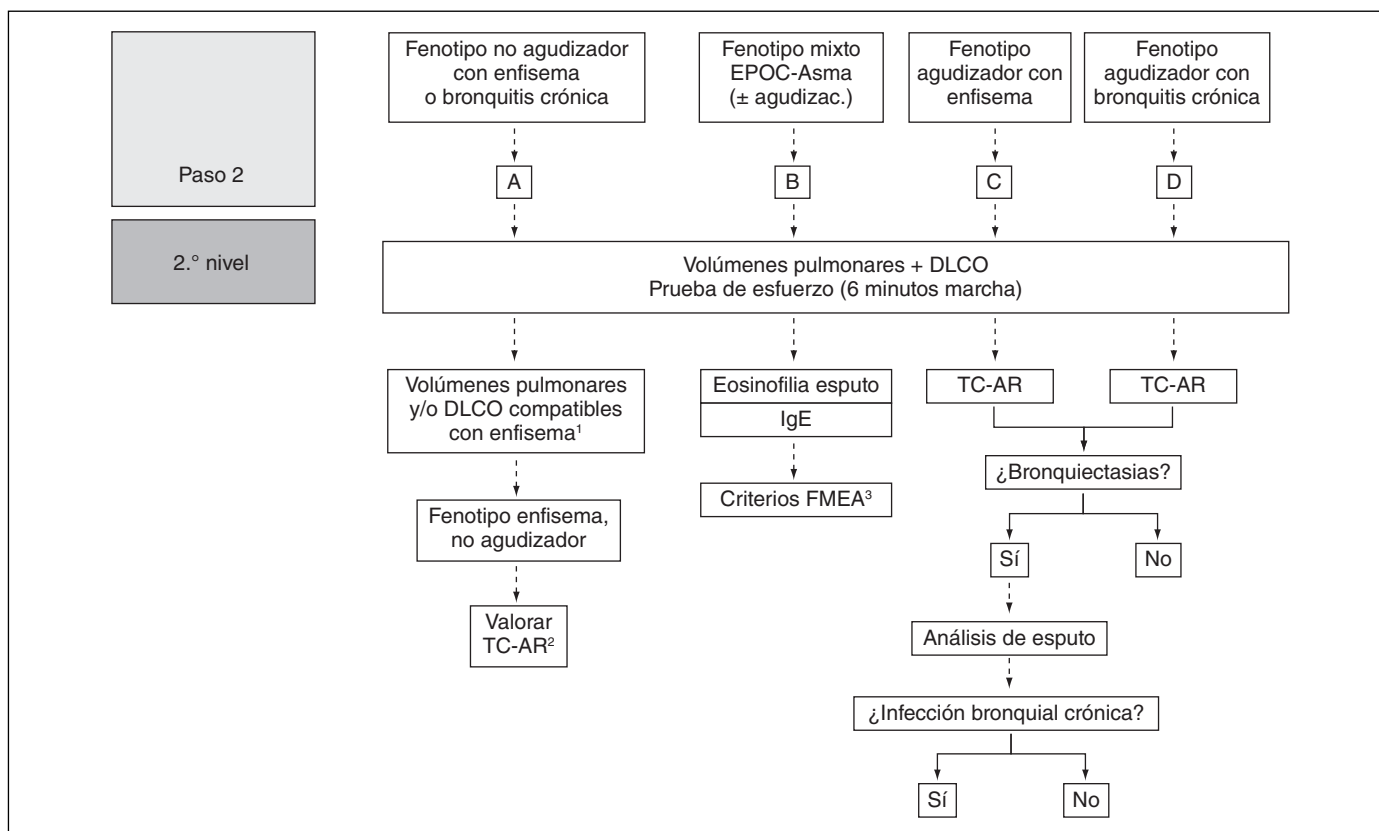 Paso 2
2.° nivel
Fenotipo no agudizador
con enfisema
o bronquitis crónica
Fenotipo mixto
EPOC-Asma
(± agudizac.)
Fenotipo
agudizador con
enfisema
Fenotipo
agudizador con
bronquitis crónica
A
B
C
D
Volúmenes pulmonares + DLCO
Prueba de esfuerzo (6 minutos marcha)
Volúmenes pulmonares
y/o DLCO compatibles
con enfisema¹
Fenotipo enfisema,
no agudizador
Valorar
TC-AR²
Eosinofilia esputo
IgE
Criterios FMEA³
TC-AR
TC-AR
¿Bronquiectasias?
Sí
No
Análisis de esputo
¿Infección bronquial crónica?
Sí
No